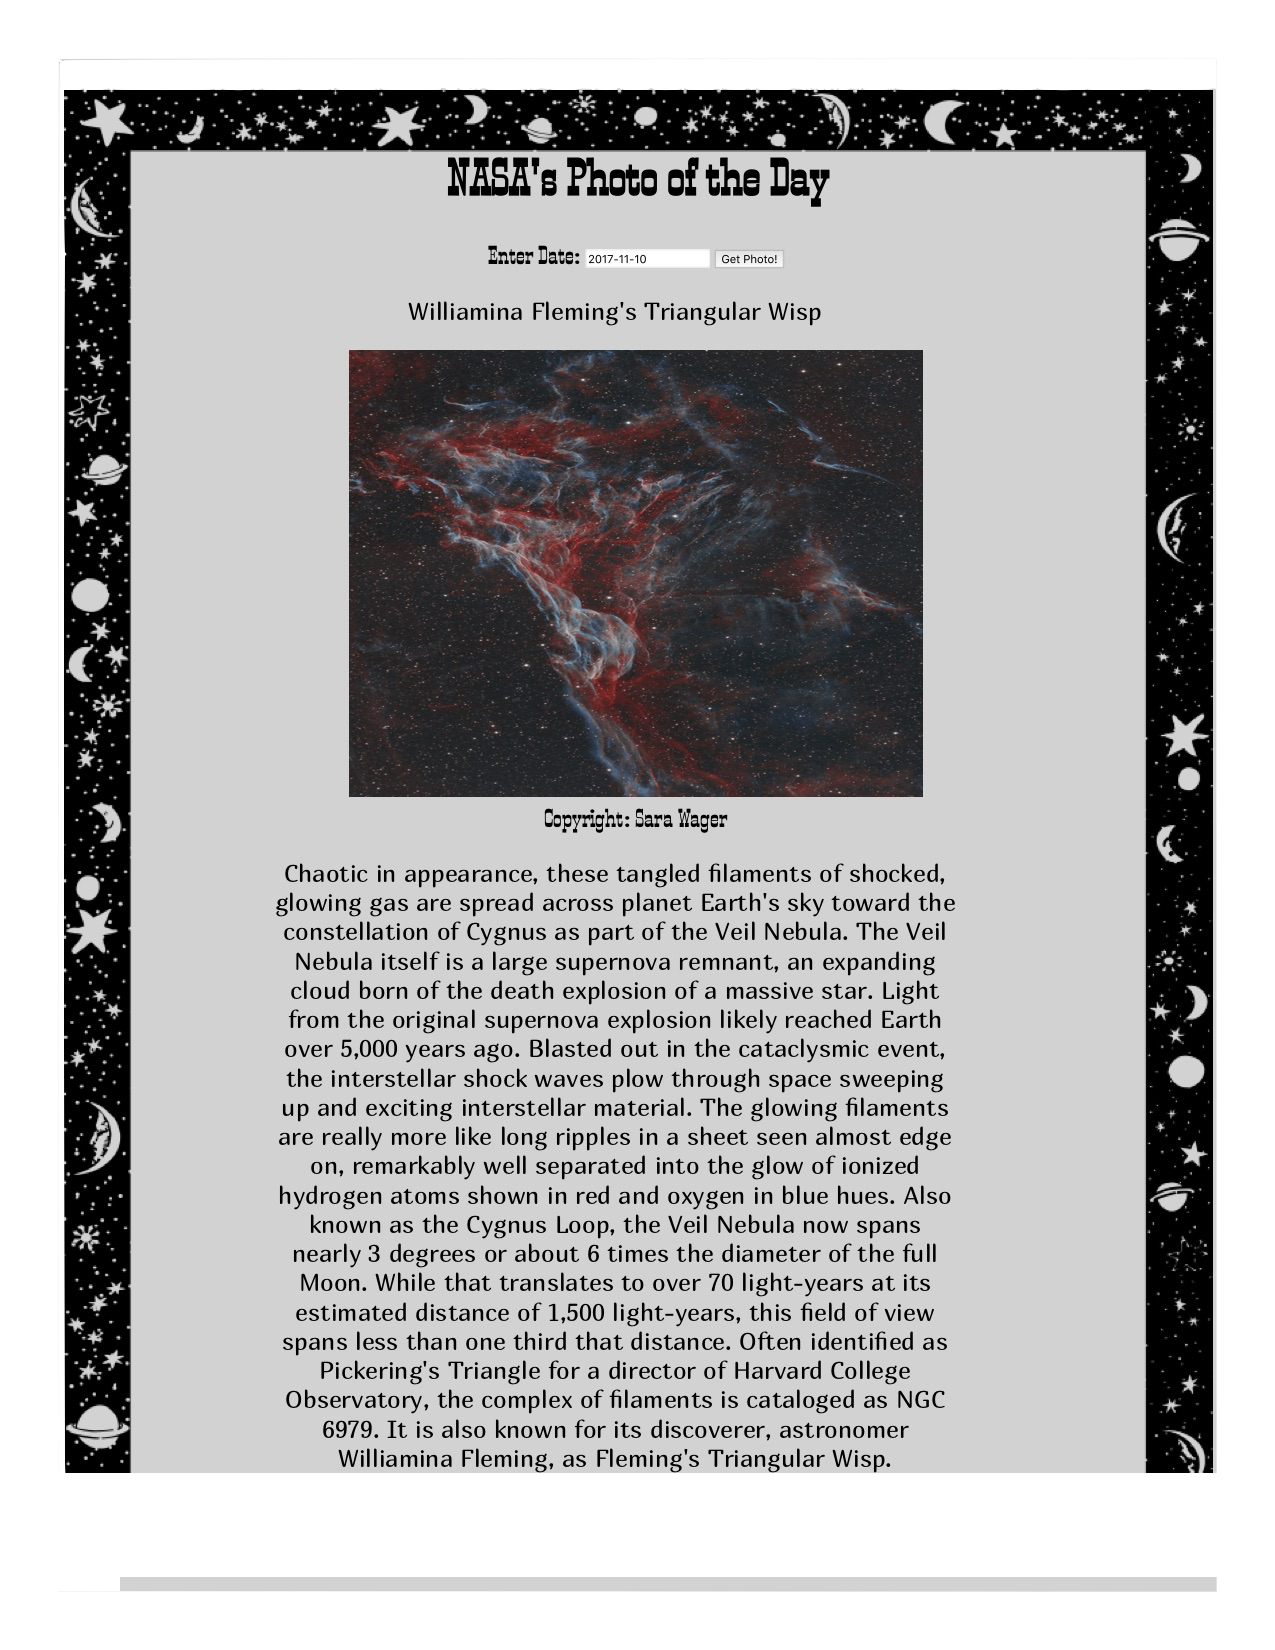 NASA's Photo of the Day
Enter Date: 2017-11-10 Get Photo!
Williamina Fleming's Triangular Wisp
Copyright: Sara Wager
Chaotic in appearance, these tangled filaments of shocked,
glowing gas are spread across planet Earth's sky toward the
constellation of Cygnus as part of the Veil Nebula. The Veil
Nebula itself is a large supernova remnant, an expanding
cloud born of the death explosion of a massive star. Light
from the original supernova explosion likely reached Earth
over 5,000 years ago. Blasted out in the cataclysmic event,
the interstellar shock waves plow through space sweeping
up and exciting interstellar material. The glowing filaments
are really more like long ripples in a sheet seen almost edge
on, remarkably well separated into the glow of ionized
hydrogen atoms shown in red and oxygen in blue hues. Also
known as the Cygnus Loop, the Veil Nebula now spans
nearly 3 degrees or about 6 times the diameter of the full
Moon. While that translates to over 70 light-years at its
estimated distance of 1,500 light-years, this field of view
spans less than one third that distance. Often identified as
Pickering's Triangle for a director of Harvard College
Observatory, the complex of filaments is cataloged as NGC
6979. It is also known for its discoverer, astronomer
Williamina Fleming, as Fleming's Triangular Wisp.